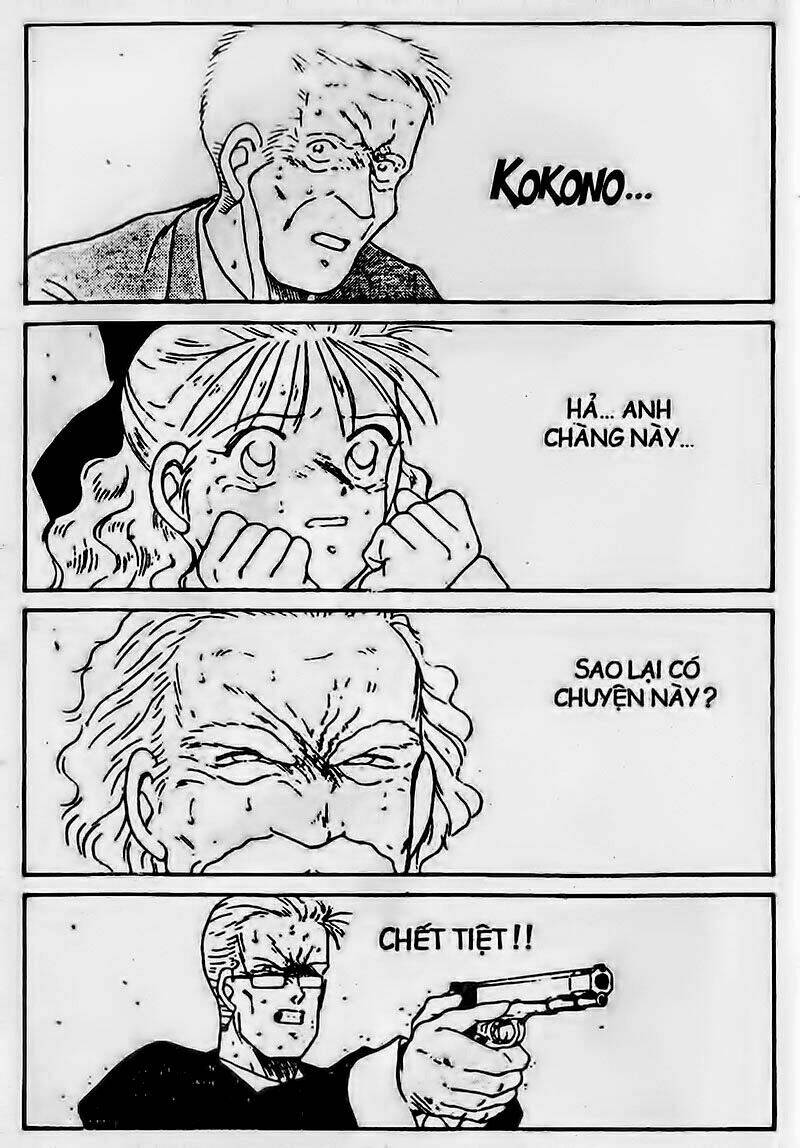 KOKONO...
HẢ... ANH
CHÀNG NÀY...
SAO LẠI CÓ
CHUYỆN NÀY?
CHẾT TIỆT!!